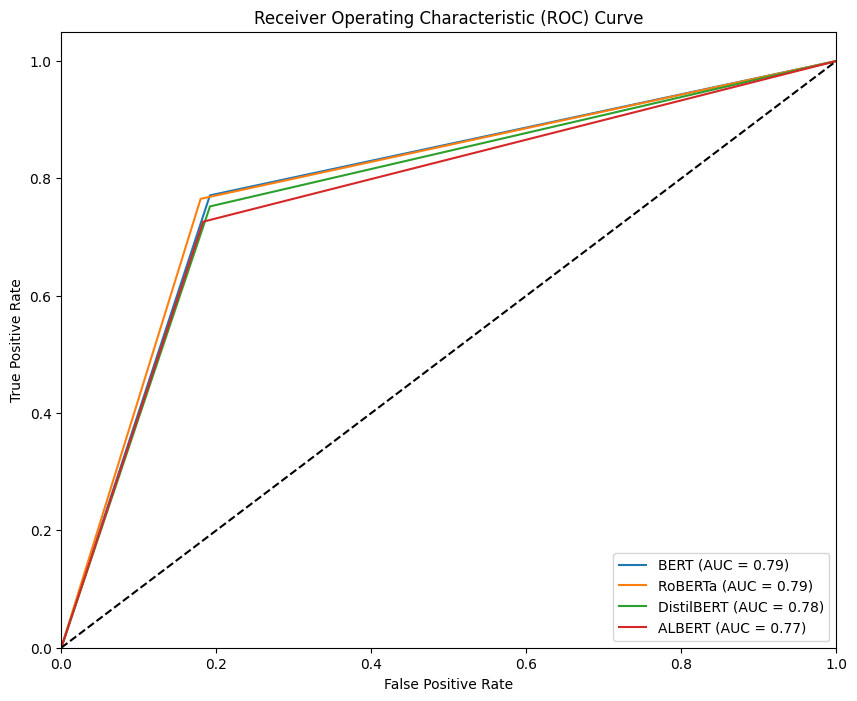 Receiver Operating Characteristic (ROC) Curve
1.0
0.8
0.6
0.4
0.2
0.0
True Positive Rate
0.0 0.2 0.4 0.6 0.8 1.0
False Positive Rate
BERT (AUC = 0.79)
RoBERTa (AUC = 0.79)
DistilBERT (AUC = 0.78)
ALBERT (AUC = 0.77)